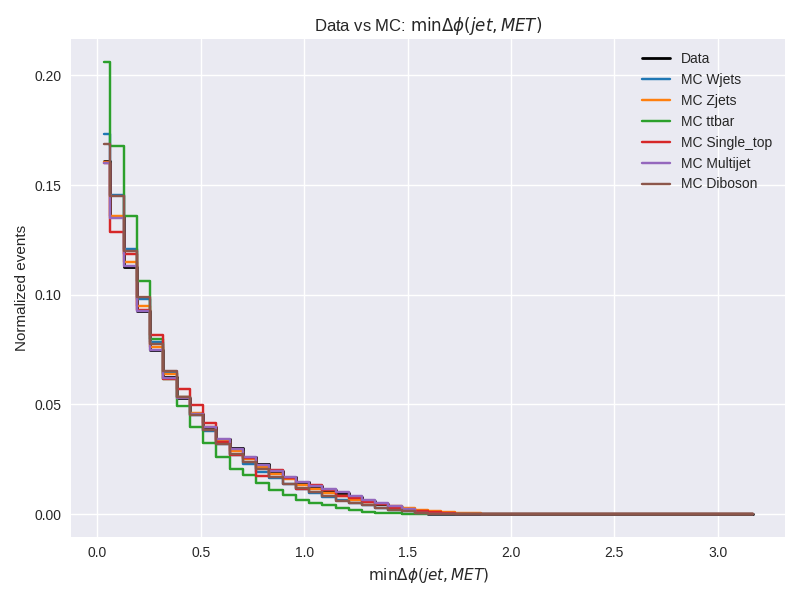 Data vs MC: minΔϕ(jet, MET)
Normalized events
0.20
0.15
0.10
0.05
0.00
Data
MC Wjets
MC Zjets
MC ttbar
MC Single_top
MC Multijet
MC Diboson
0.0 0.5 1.0 1.5 2.0 2.5 3.0
minΔϕ(jet, MET)